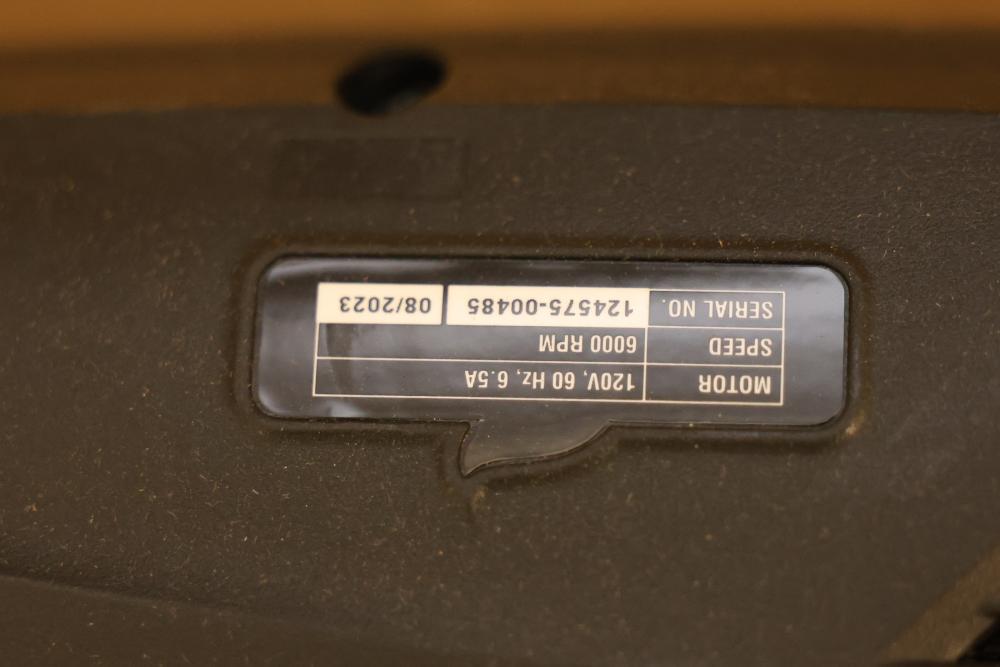 MOTOR 120V, 60 Hz, 6.5A
SPEED 6000 RPM
SERIAL NO. 124575-00485 08/2023